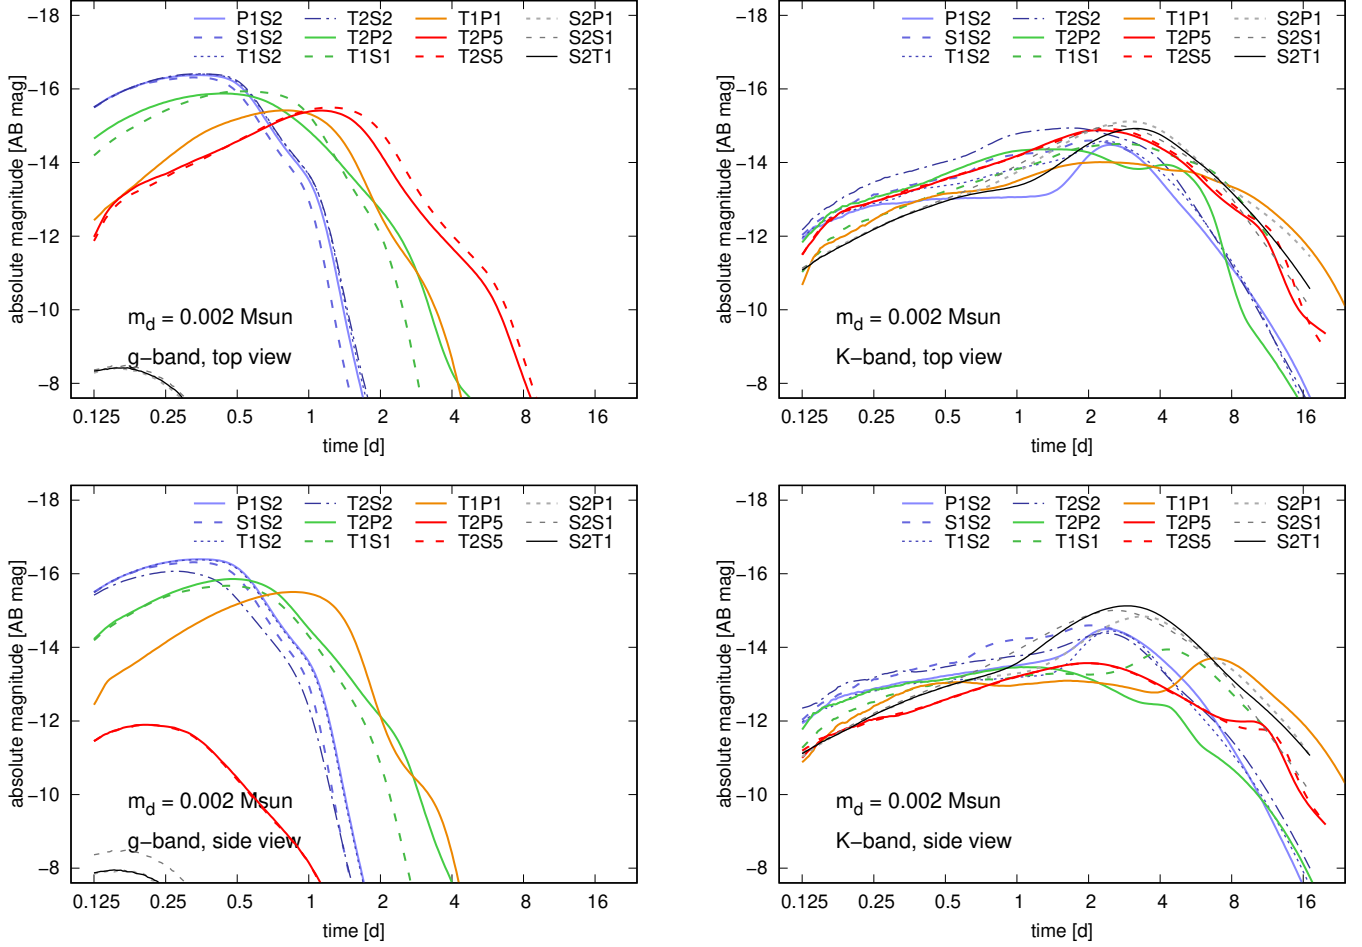 -18
-16
-14
-12
-10
-8
absolute magnitude [AB mag]
P1S2 T2S2 T1P1 S2P1
S1S2 T2P2 T2P5 S2S1
T1S2 T1S1 T2S5 S2T1
m_d = 0.002 Msun
g-band, top view
0.125 0.25 0.5 1 2 4 8 16
time [d]
-18
-16
-14
-12
-10
-8
absolute magnitude [AB mag]
P1S2 T2S2 T1P1 S2P1
S1S2 T2P2 T2P5 S2S1
T1S2 T1S1 T2S5 S2T1
m_d = 0.002 Msun
K-band, top view
0.125 0.25 0.5 1 2 4 8 16
time [d]
-18
-16
-14
-12
-10
-8
absolute magnitude [AB mag]
P1S2 T2S2 T1P1 S2P1
S1S2 T2P2 T2P5 S2S1
T1S2 T1S1 T2S5 S2T1
m_d = 0.002 Msun
g-band, side view
0.125 0.25 0.5 1 2 4 8 16
time [d]
-18
-16
-14
-12
-10
-8
absolute magnitude [AB mag]
P1S2 T2S2 T1P1 S2P1
S1S2 T2P2 T2P5 S2S1
T1S2 T1S1 T2S5 S2T1
m_d = 0.002 Msun
K-band, side view
0.125 0.25 0.5 1 2 4 8 16
time [d]